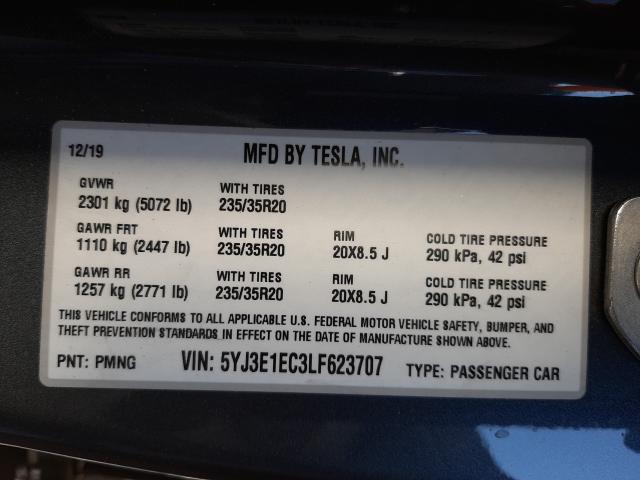 12/19 MFD BY TESLA, INC.
GVWR WITH TIRES
2301 kg (5072 lb) 235/35R20
GAWR FRT WITH TIRES RIM COLD TIRE PRESSURE
1110 kg (2447 lb) 235/35R20 20X8.5 J 290 kPa, 42 psi
GAWR RR WITH TIRES RIM COLD TIRE PRESSURE
1257 kg (2771 lb) 235/35R20 20X8.5 J 290 kPa, 42 psi
THIS VEHICLE CONFORMS TO ALL APPLICABLE U.S. FEDERAL MOTOR VEHICLE SAFETY, BUMPER, AND
THEFT PREVENTION STANDARDS IN EFFECT ON THE DATE OF MANUFACTURE SHOWN ABOVE.
PNT: PMNG VIN: 5YJ3E1EC3LF623707 TYPE: PASSENGER CAR